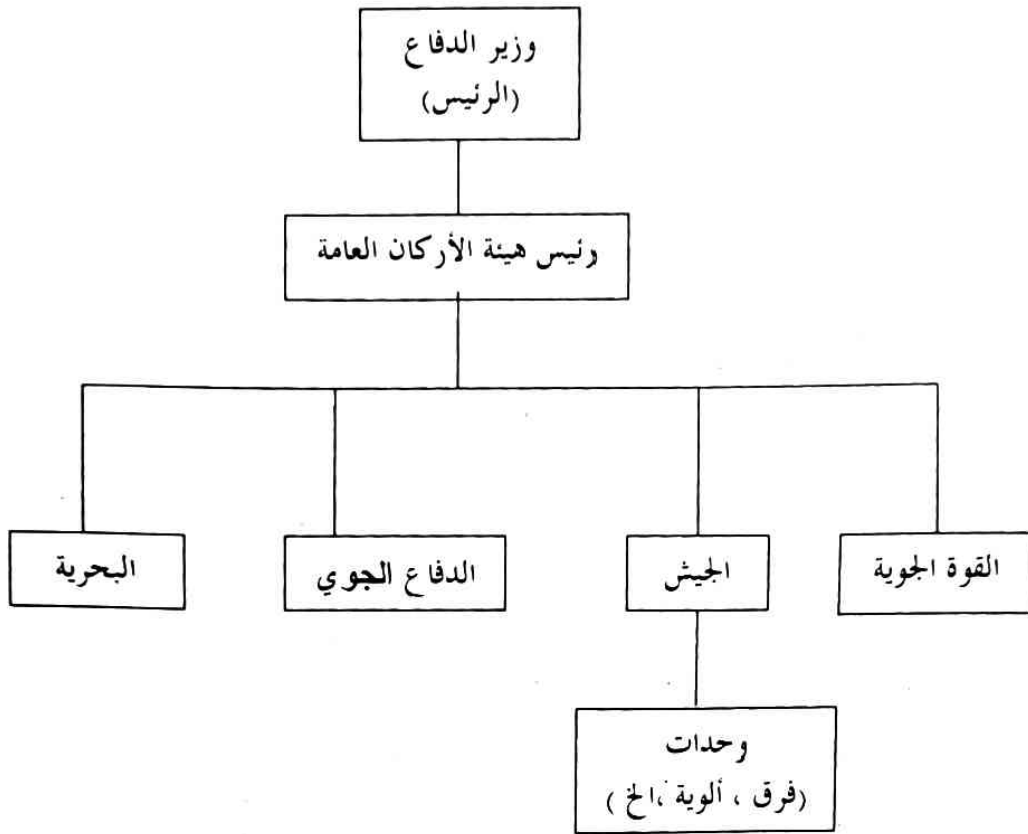 وزير الدفاع
(الرئيس)
رئيس هيئة الأركان العامة
القوة الجوية
الجيش
الدفاع الجوي
البحرية
وحدات
(فرق ، ألوية ،الخ )